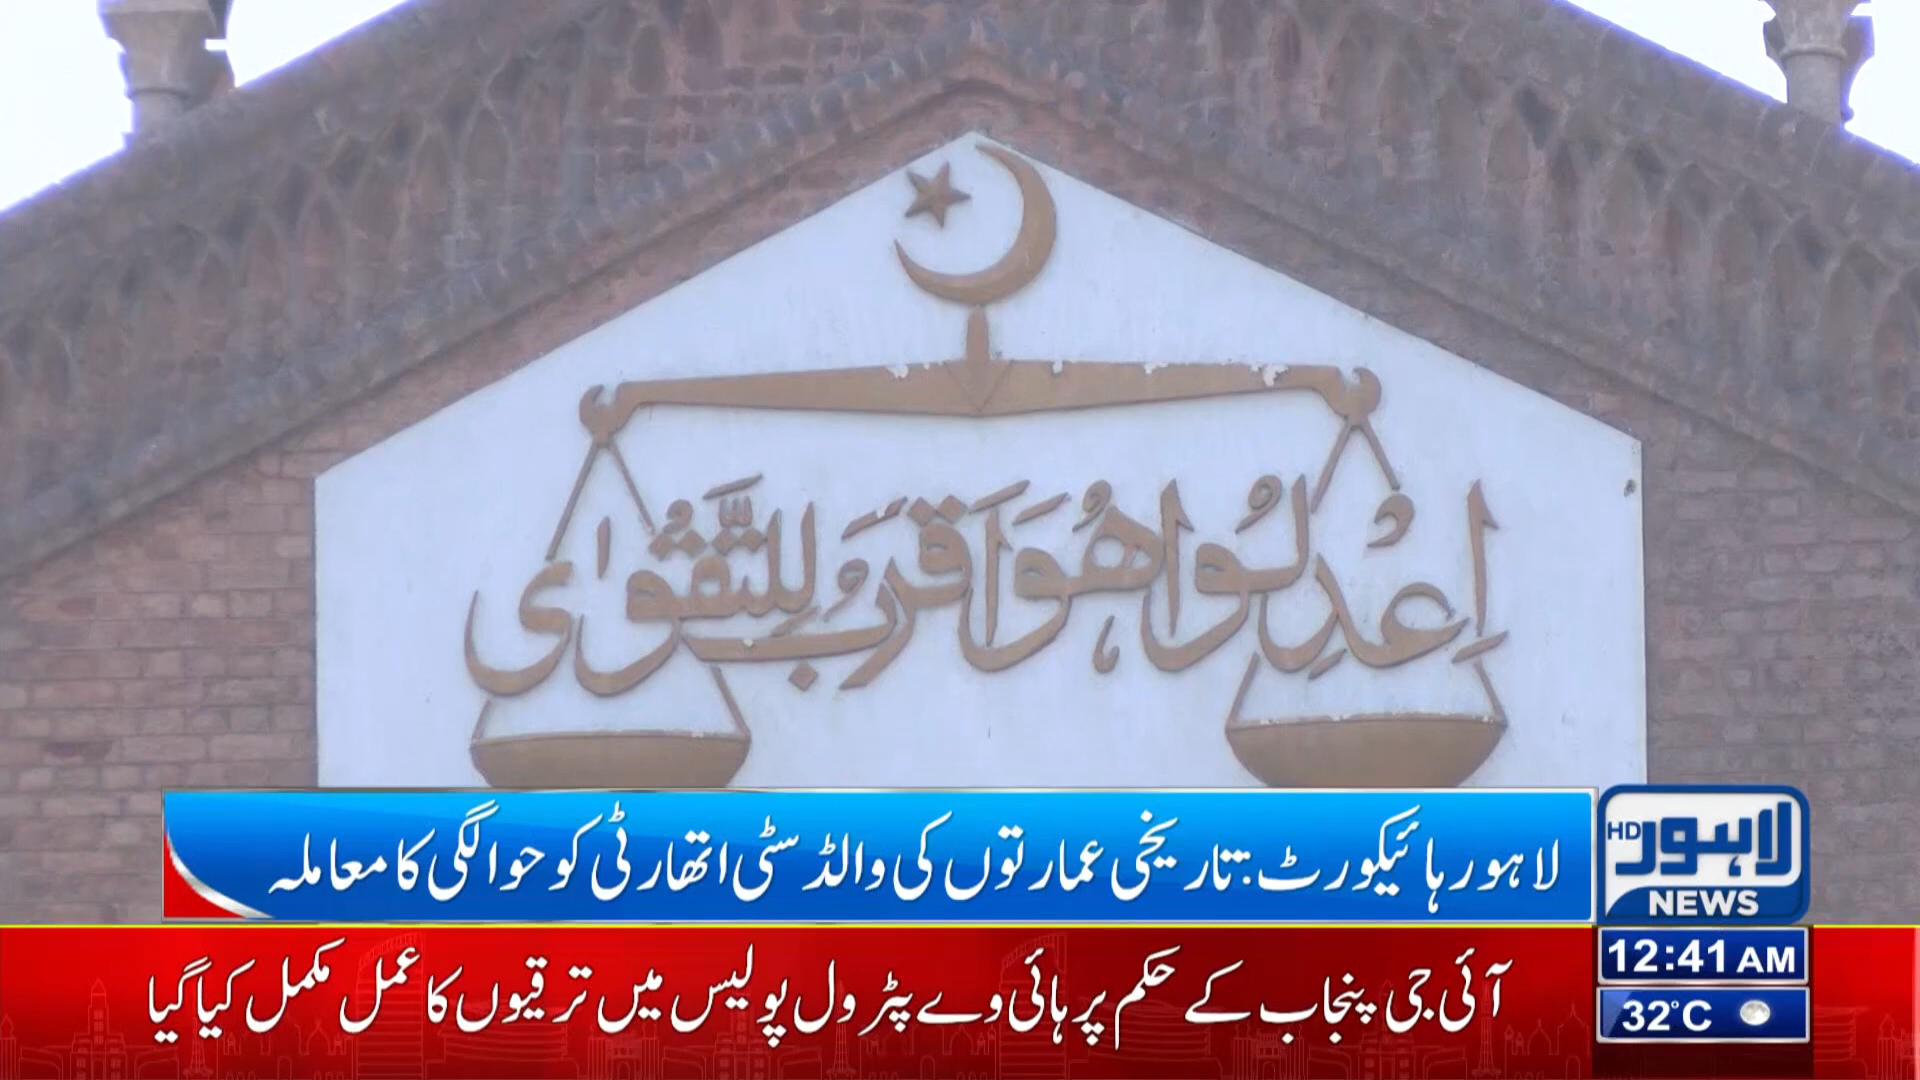 اِعْدِلُوا هُوَ اَقْرَبُ لِلتَّقْوٰی
لاہور ہائیکورٹ: تاریخی عمارتوں کی والڈ سٹی اتھارٹی کو حوالگی کا معاملہ
لاہور HD
NEWS
آئی جی پنجاب کے حکم پر ہائی وے پٹرول پولیس میں ترقیوں کا عمل مکمل کیا گیا
12:41 AM
32°C